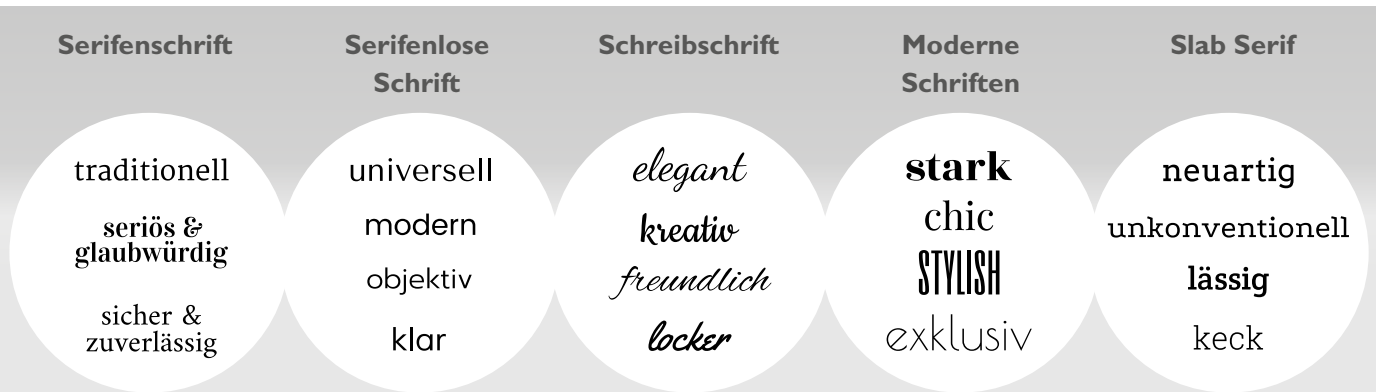 Serifenschrift
traditionell
seriös &
glaubwürdig
sicher &
zuverlässig
Serifenlose
Schrift
universell
modern
objektiv
klar
Schreibschrift
elegant
kreativ
freundlich
locker
Moderne
Schriften
stark
chic
STYLISH
exklusiv
Slab Serif
neuartig
unkonventionell
lässig
keck